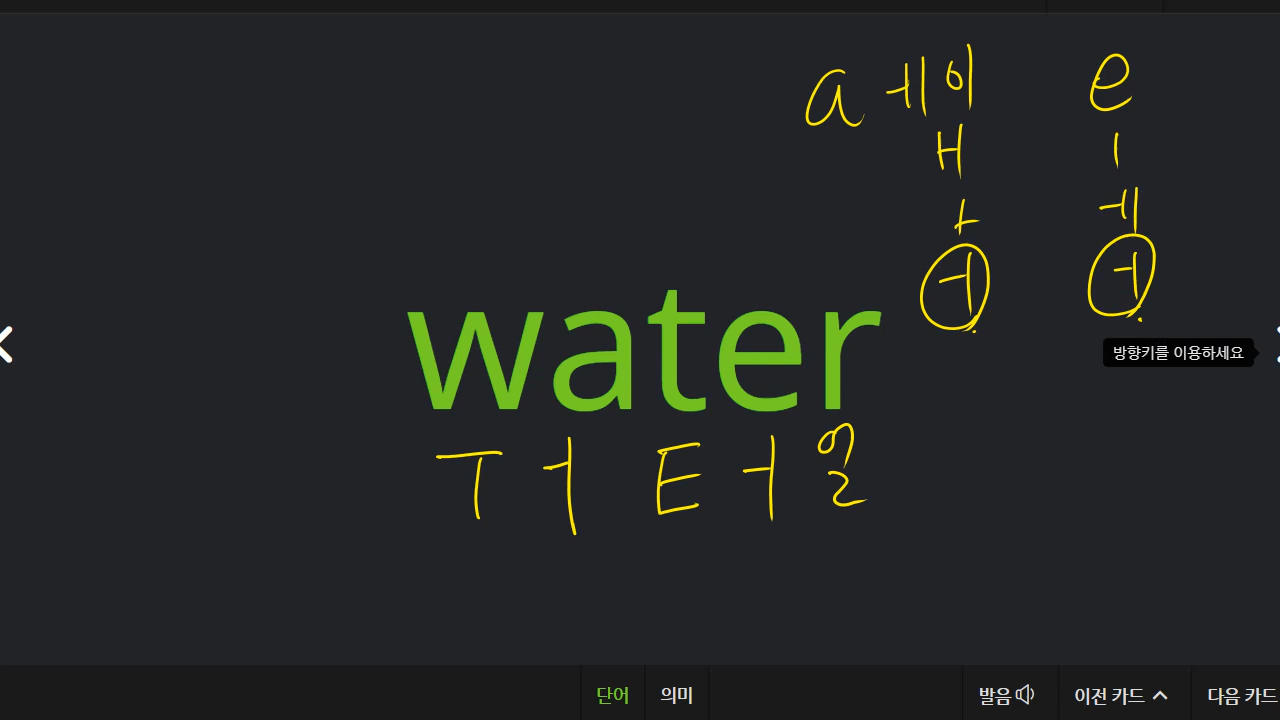 a ㅔ이 e
ㅐ ㅣ
ㅏ ㅔ
ㅓ ㅓ
water
방향키를 이용하세요
ㅜ ㅓ ㅌ ㅓ ㄹ
단어 의미 발음 이전 카드 다음 카드